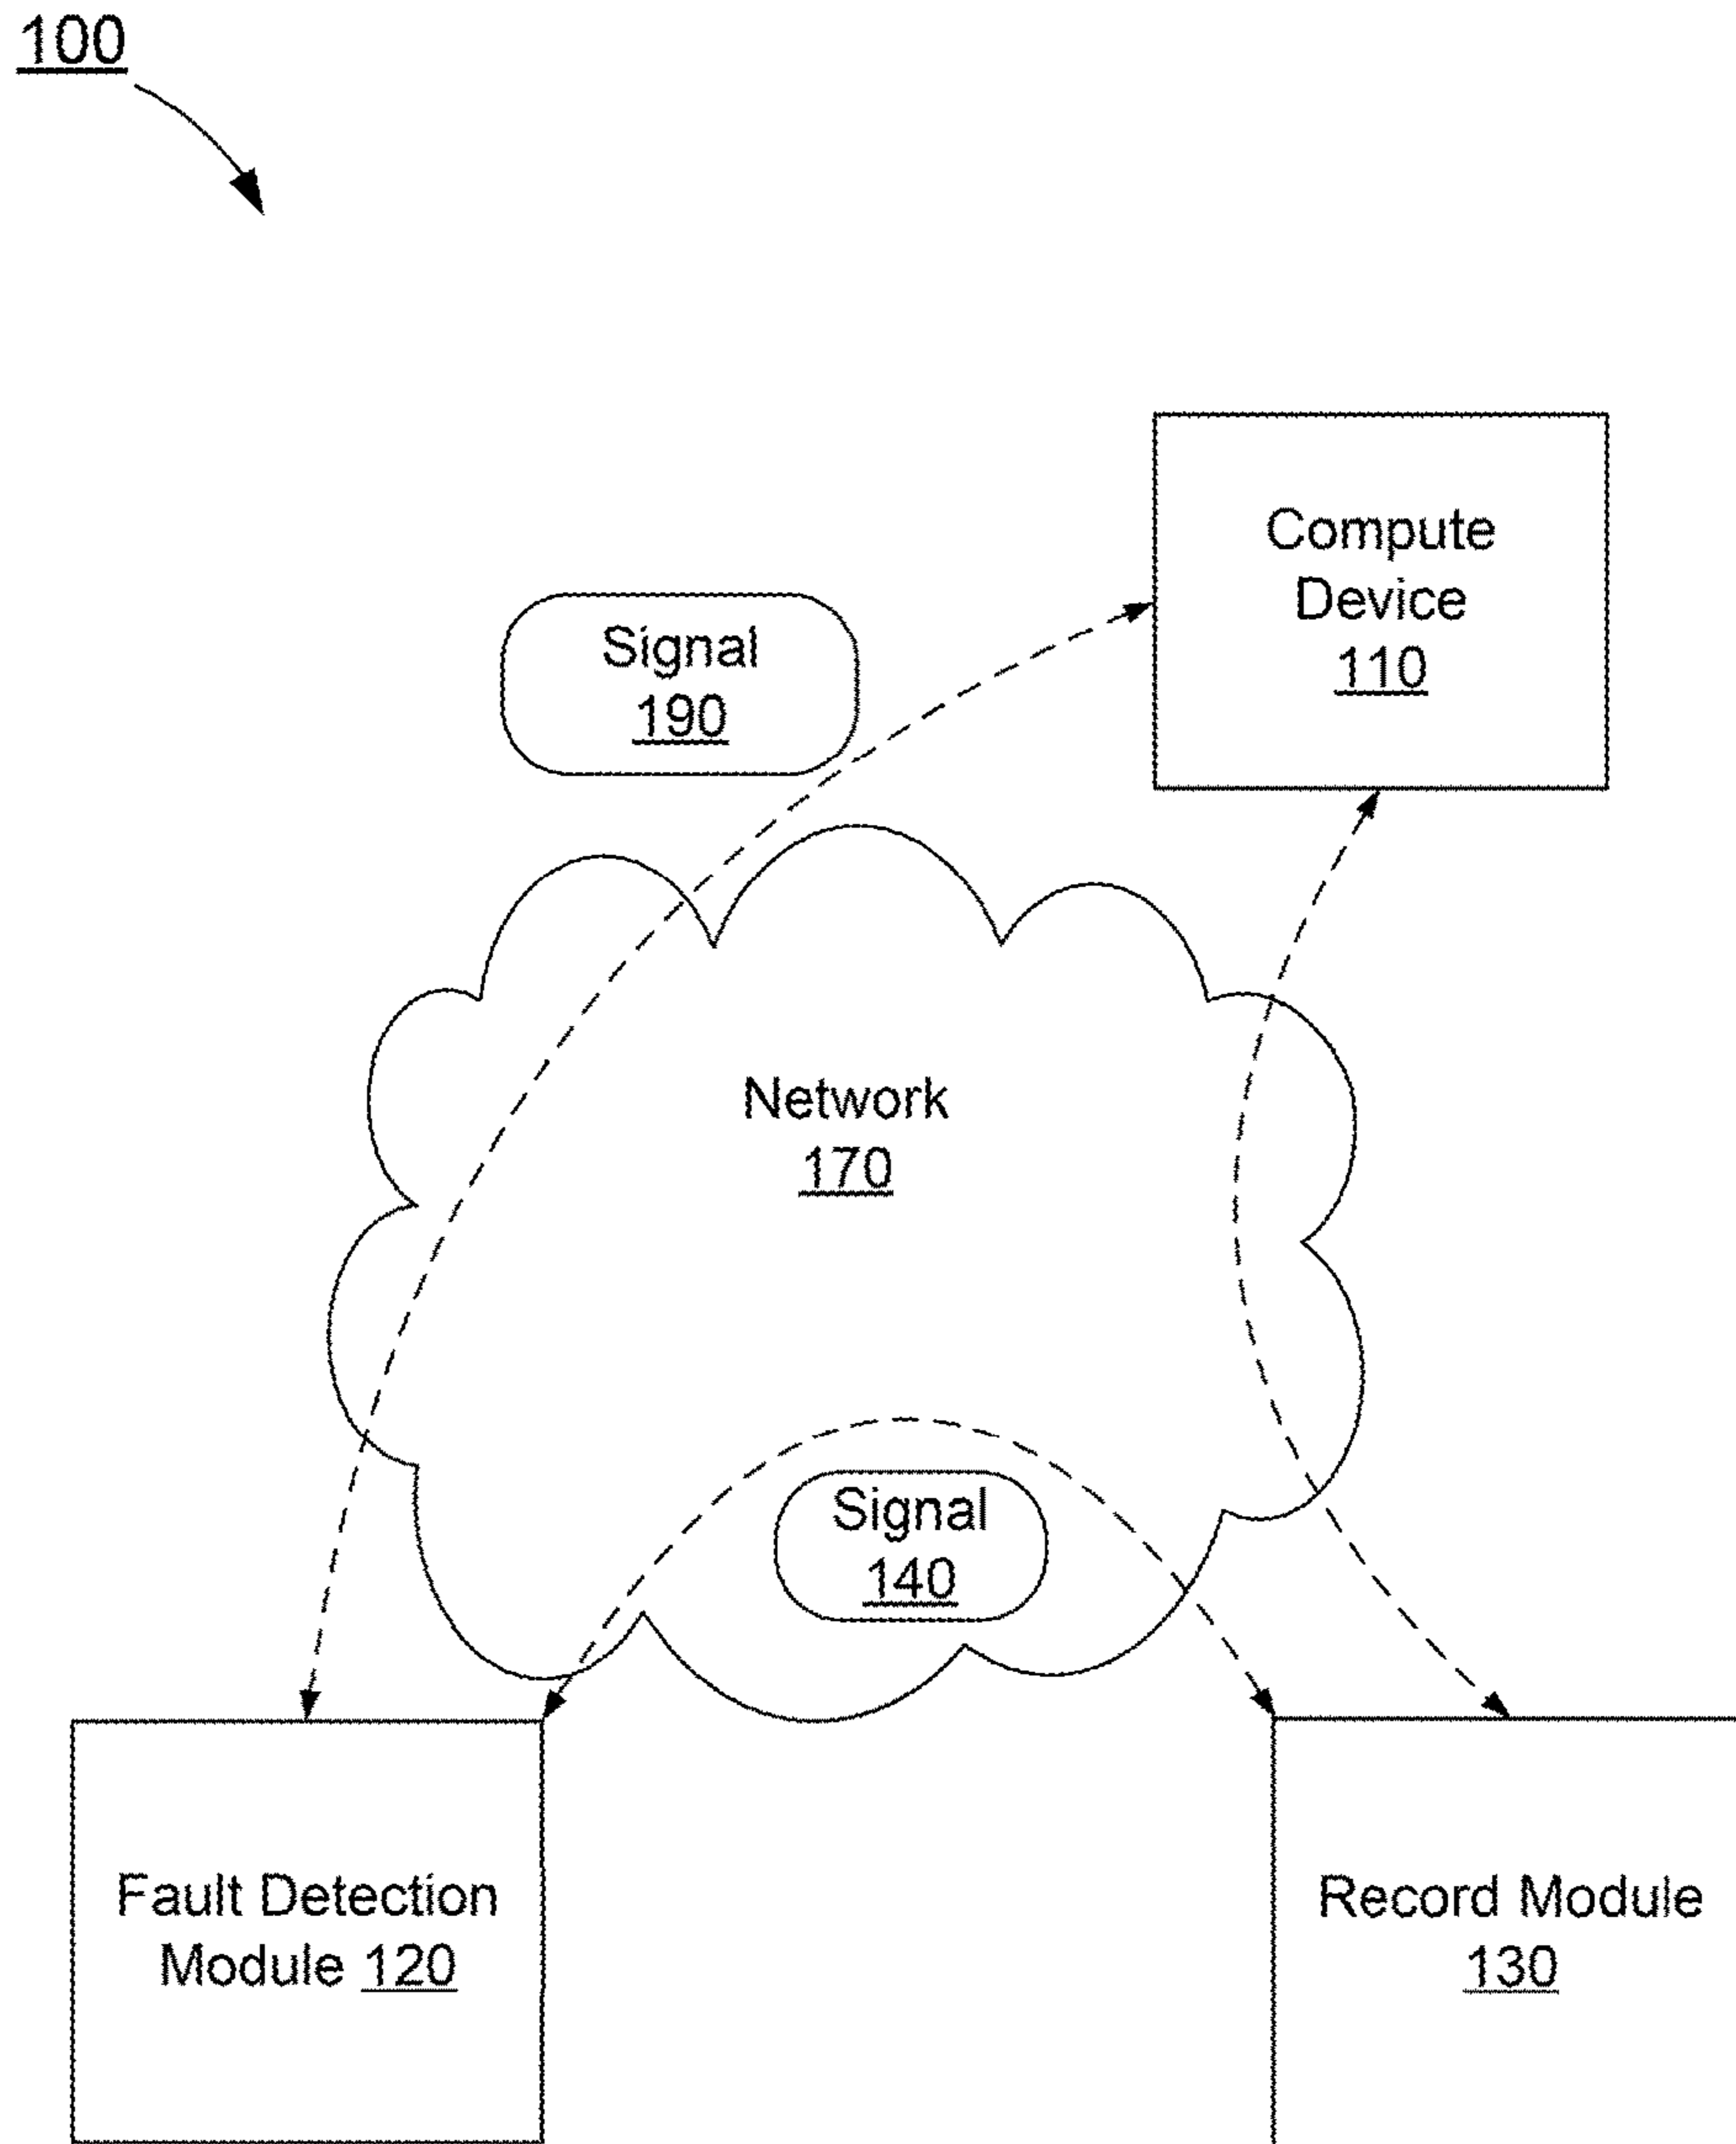 100
Compute
Device
110
Signal
190
Network
170
Signal
140
Fault Detection
Module 120
Record Module
130